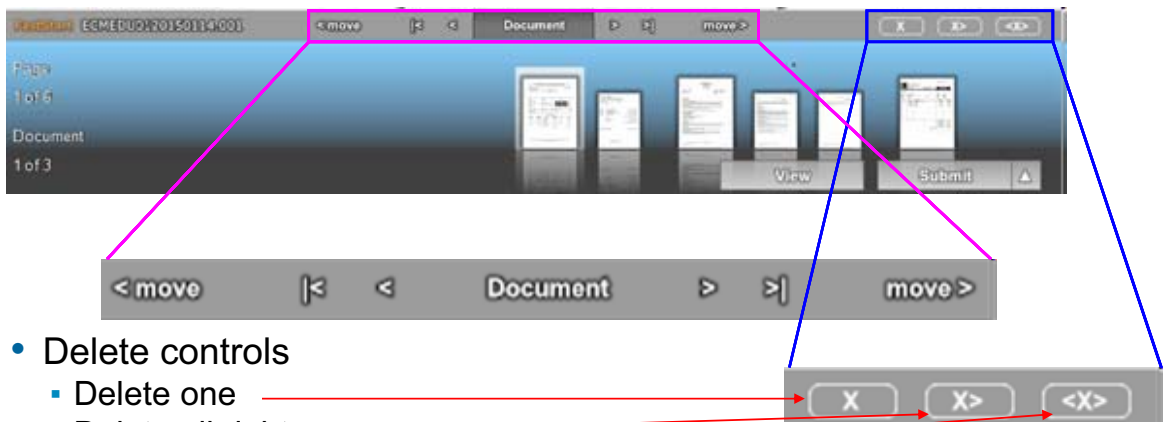 ECMEDUO\20150114-001 < move |< < Document > >| move > X X> <X>
Page
1 of 6
Document
1 of 3
View Submit
< move |< < Document > >| move >
• Delete controls
▪ Delete one
X X> <X>